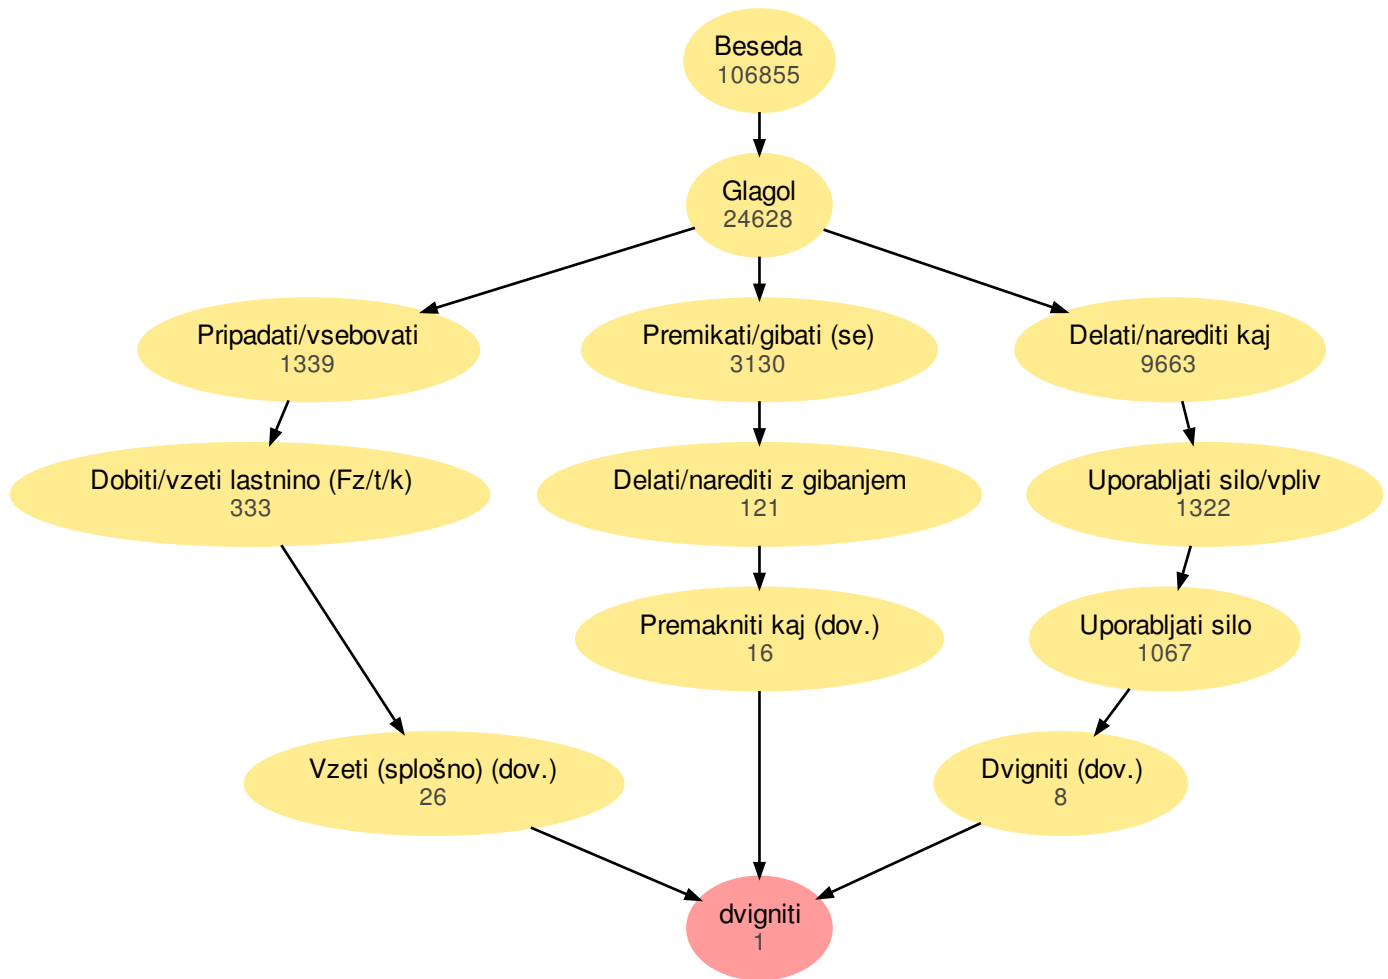 Beseda
106855
Glagol
24628
Pripadati/vsebovati
1339
Premikati/gibati (se)
3130
Delati/narediti kaj
9663
Dobiti/vzeti lastnino (Fz/t/k)
333
Delati/narediti z gibanjem
121
Uporabljati silo/vpliv
1322
Premakniti kaj (dov.)
16
Uporabljati silo
1067
Vzeti (splošno) (dov.)
26
Dvigniti (dov.)
8
dvigniti
1